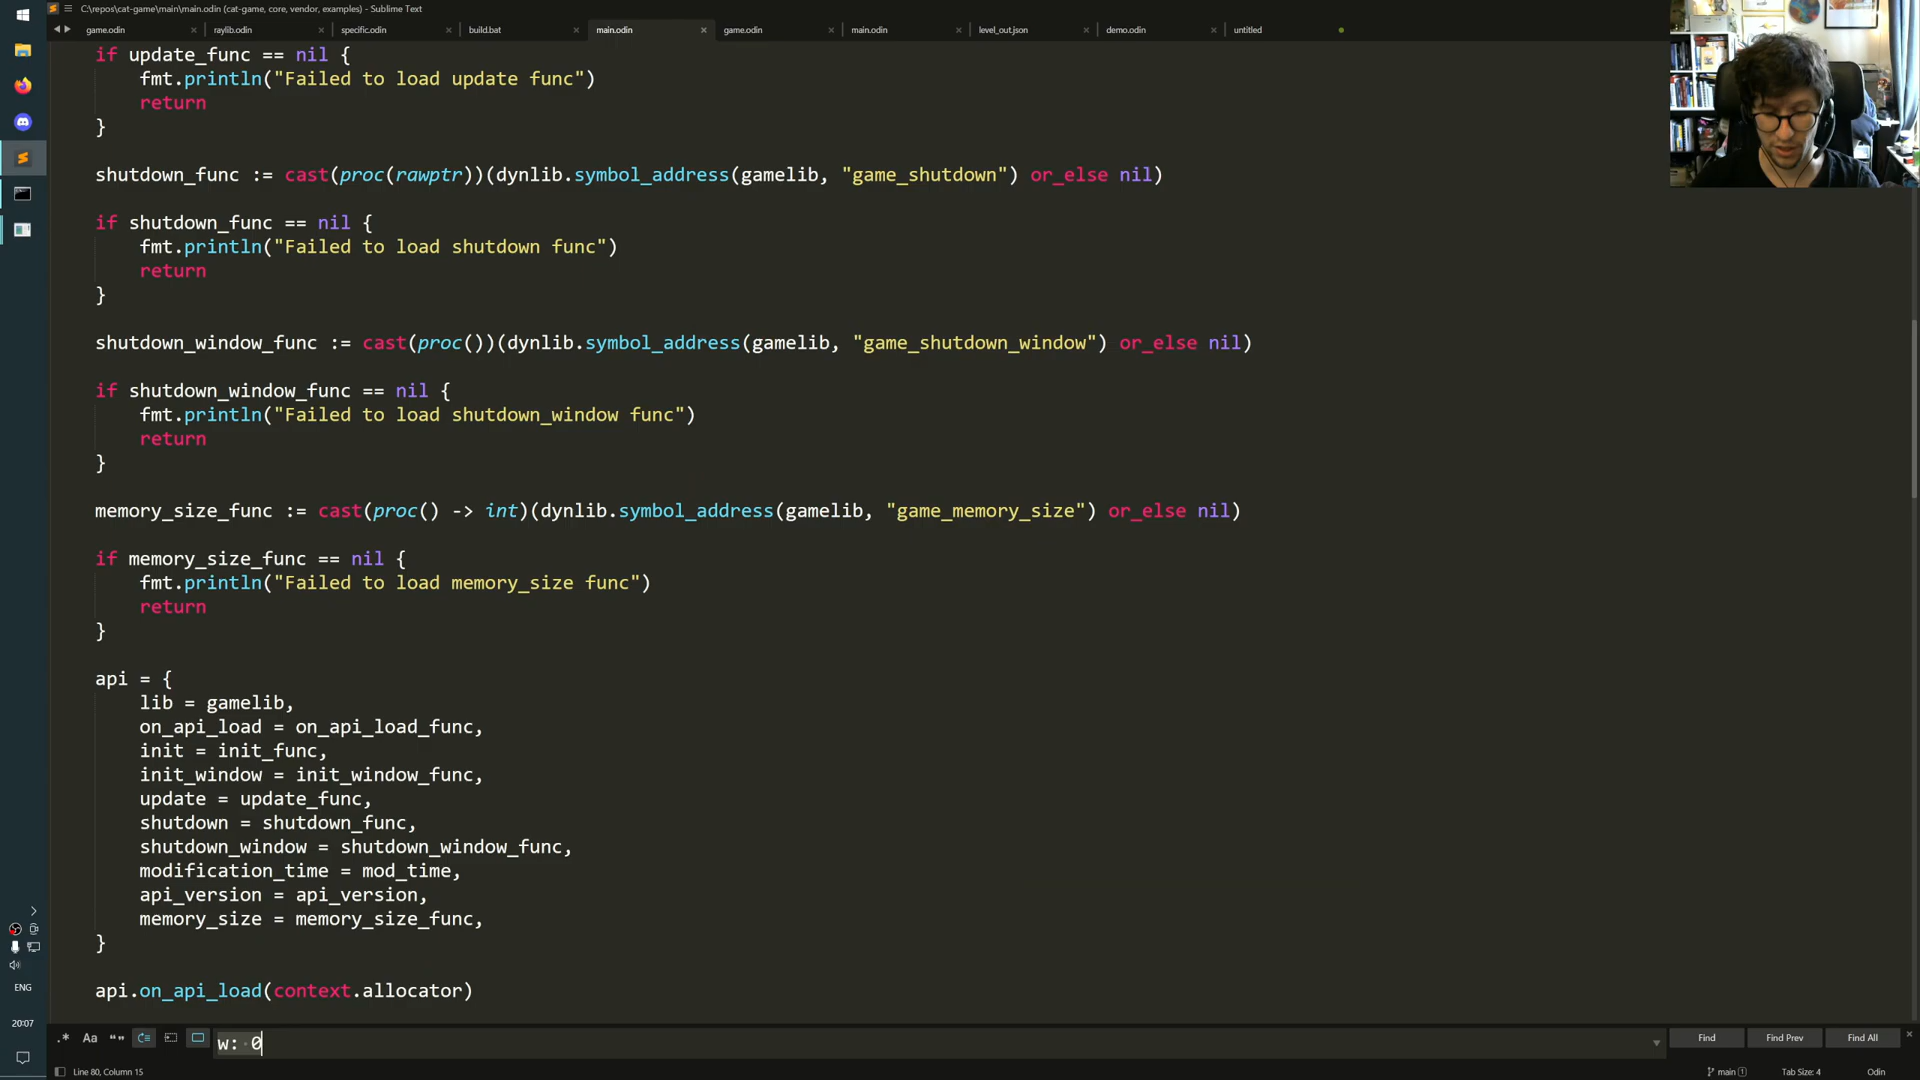 C:\repos\cat-game\main\main.odin (cat-game, core, vendor, examples) - Sublime Text
game.odin × raylib.odin × specific.odin × build.bat × main.odin × game.odin × main.odin × level_out.json × demo.odin × untitled
if update_func == nil {
fmt.println("Failed to load update func")
return
}
shutdown_func := cast(proc(rawptr))(dynlib.symbol_address(gamelib, "game_shutdown") or_else nil)
if shutdown_func == nil {
fmt.println("Failed to load shutdown func")
return
}
shutdown_window_func := cast(proc())(dynlib.symbol_address(gamelib, "game_shutdown_window") or_else nil)
if shutdown_window_func == nil {
fmt.println("Failed to load shutdown_window func")
return
}
memory_size_func := cast(proc() -> int)(dynlib.symbol_address(gamelib, "game_memory_size") or_else nil)
if memory_size_func == nil {
fmt.println("Failed to load memory_size func")
return
}
api = {
lib = gamelib,
on_api_load = on_api_load_func,
init = init_func,
init_window = init_window_func,
update = update_func,
shutdown = shutdown_func,
shutdown_window = shutdown_window_func,
modification_time = mod_time,
api_version = api_version,
memory_size = memory_size_func,
}
api.on_api_load(context.allocator)
ENG
20:07
.* Aa “” w: 0 Find Find Prev Find All ×
Line 80, Column 15 main 1 Tab Size: 4 Odin